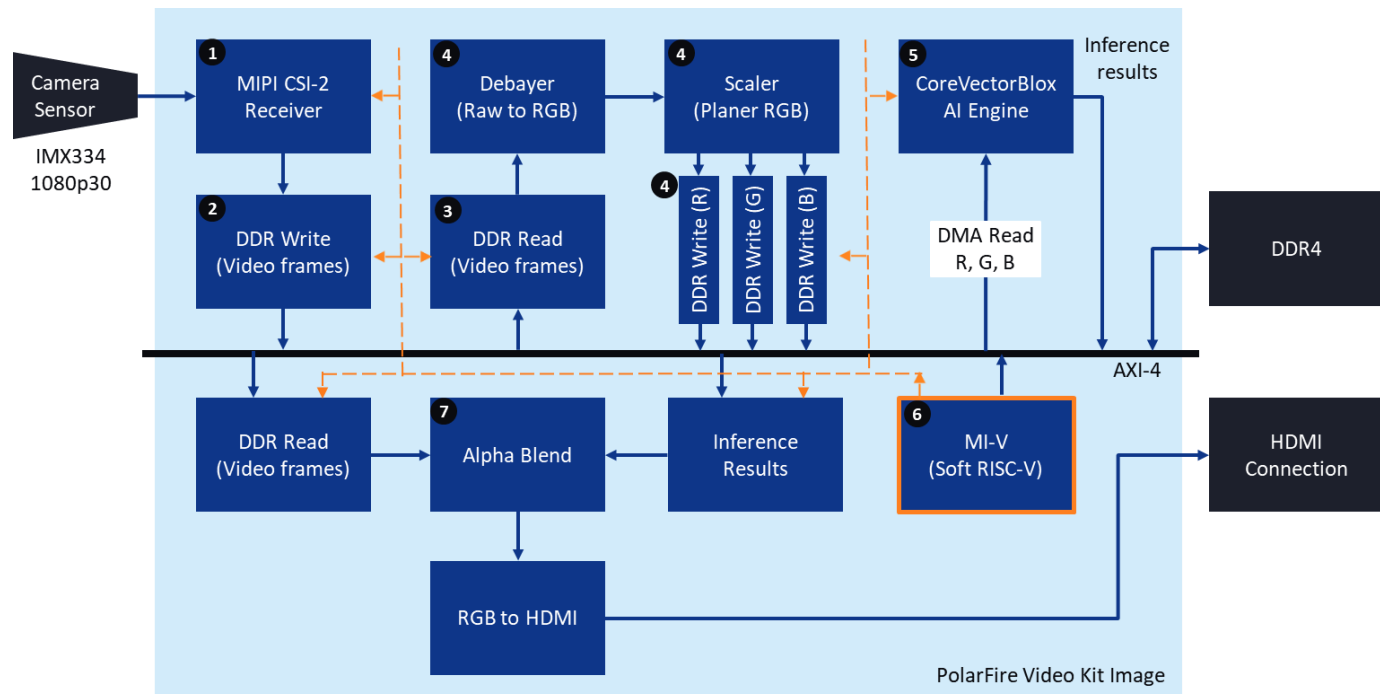 Camera
Sensor
IMX334
1080p30
1
MIPI CSI-2
Receiver
4
Debayer
(Raw to RGB)
4
Scaler
(Planer RGB)
5
CoreVectorBlox
AI Engine
Inference
results
2
DDR Write
(Video frames)
3
DDR Read
(Video frames)
4
DDR Write (R)
DDR Write (G)
DDR Write (B)
DMA Read
R, G, B
DDR4
AXI-4
DDR Read
(Video frames)
7
Alpha Blend
Inference
Results
6
MI-V
(Soft RISC-V)
HDMI
Connection
RGB to HDMI
PolarFire Video Kit Image